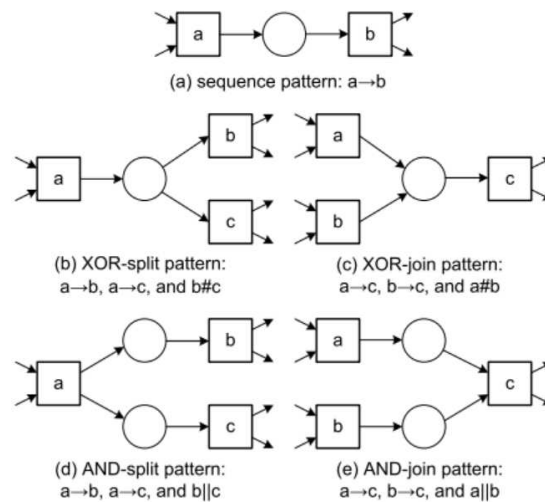 a b
(a) sequence pattern: a→b
b a
a c
c b
(b) XOR-split pattern: (c) XOR-join pattern:
a→b, a→c, and b#c a→c, b→c, and a#b
b a
a c
c b
(d) AND-split pattern: (e) AND-join pattern:
a→b, a→c, and b||c a→c, b→c, and a||b